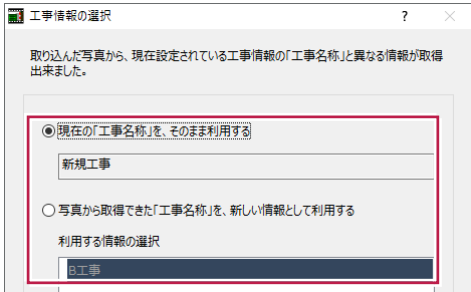 工事情報の選択 ?
取り込んだ写真から、現在設定されている工事情報の「工事名称」と異なる情報が取得
出来ました。
現在の「工事名称」を、そのまま利用する
新規工事
写真から取得できた「工事名称」を、新しい情報として利用する
利用する情報の選択
B工事